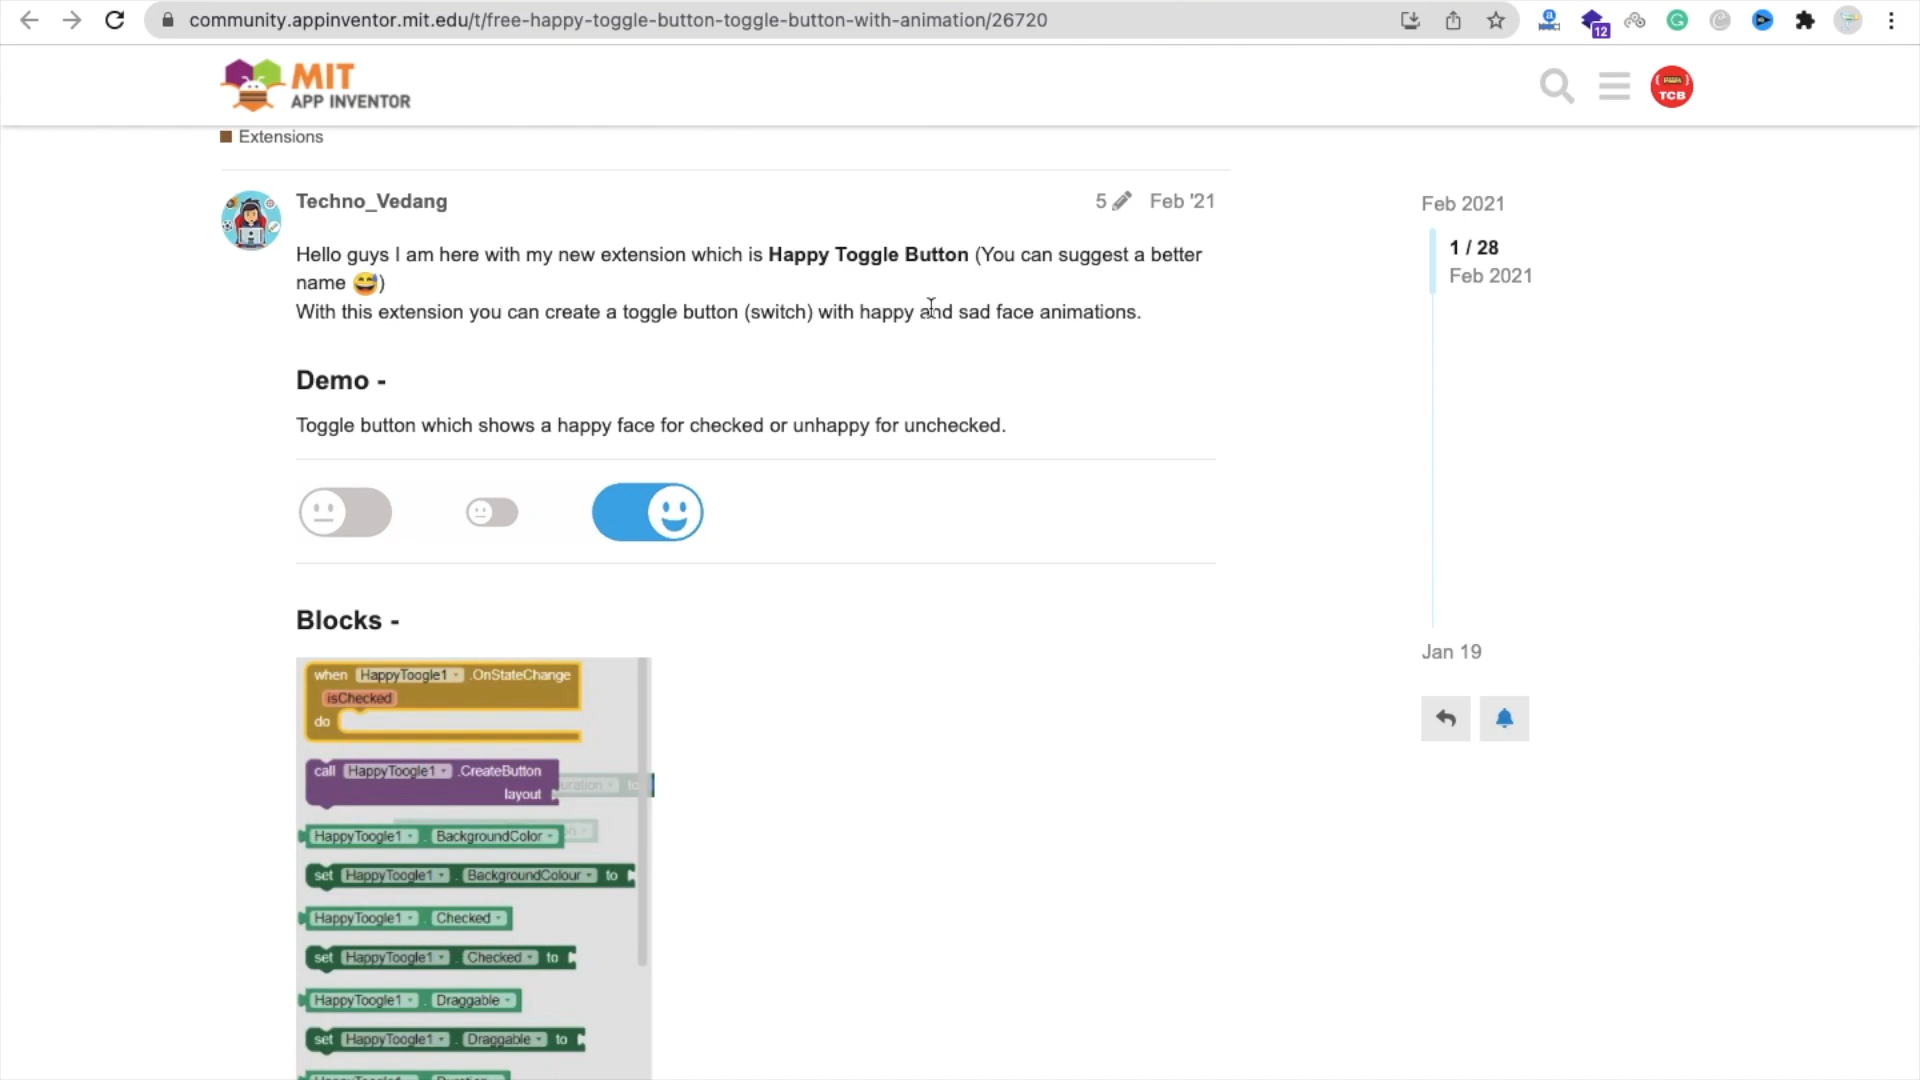 community.appinventor.mit.edu/t/free-happy-toggle-button-toggle-button-with-animation/26720
12
MIT
APP INVENTOR
TCB
Extensions
Techno_Vedang
5
Feb '21
Hello guys I am here with my new extension which is Happy Toggle Button (You can suggest a better
name 😅)
With this extension you can create a toggle button (switch) with happy and sad face animations.
Demo -
Toggle button which shows a happy face for checked or unhappy for unchecked.
Blocks -
when HappyToogle1 .OnStateChange
isChecked
do
call HappyToogle1 .CreateButton
layout
to
HappyToogle1 . BackgroundColor
set HappyToogle1 . BackgroundColour to
HappyToogle1 . Checked
set HappyToogle1 . Checked to
HappyToogle1 . Draggable
set HappyToogle1 . Draggable to
Feb 2021
1 / 28
Feb 2021
Jan 19